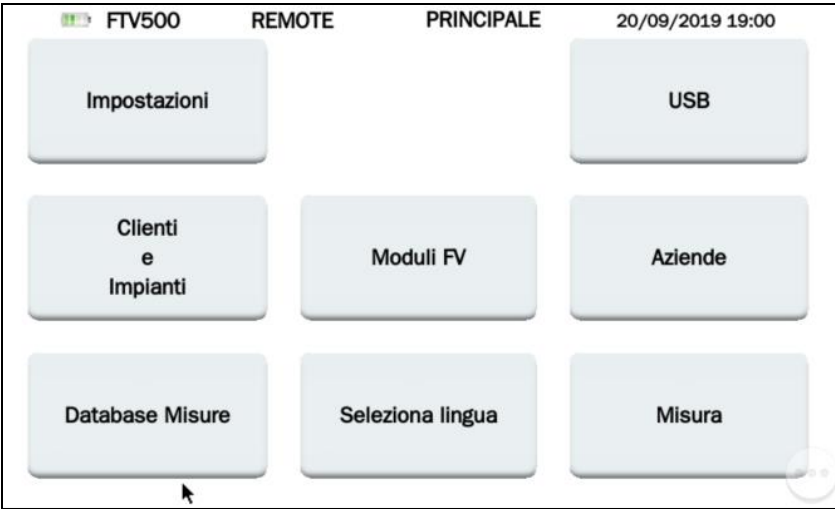 FTV500 REMOTE PRINCIPALE 20/09/2019 19:00
Impostazioni
USB
Clienti
e
Impianti
Moduli FV
Aziende
Database Misure
Seleziona lingua
Misura